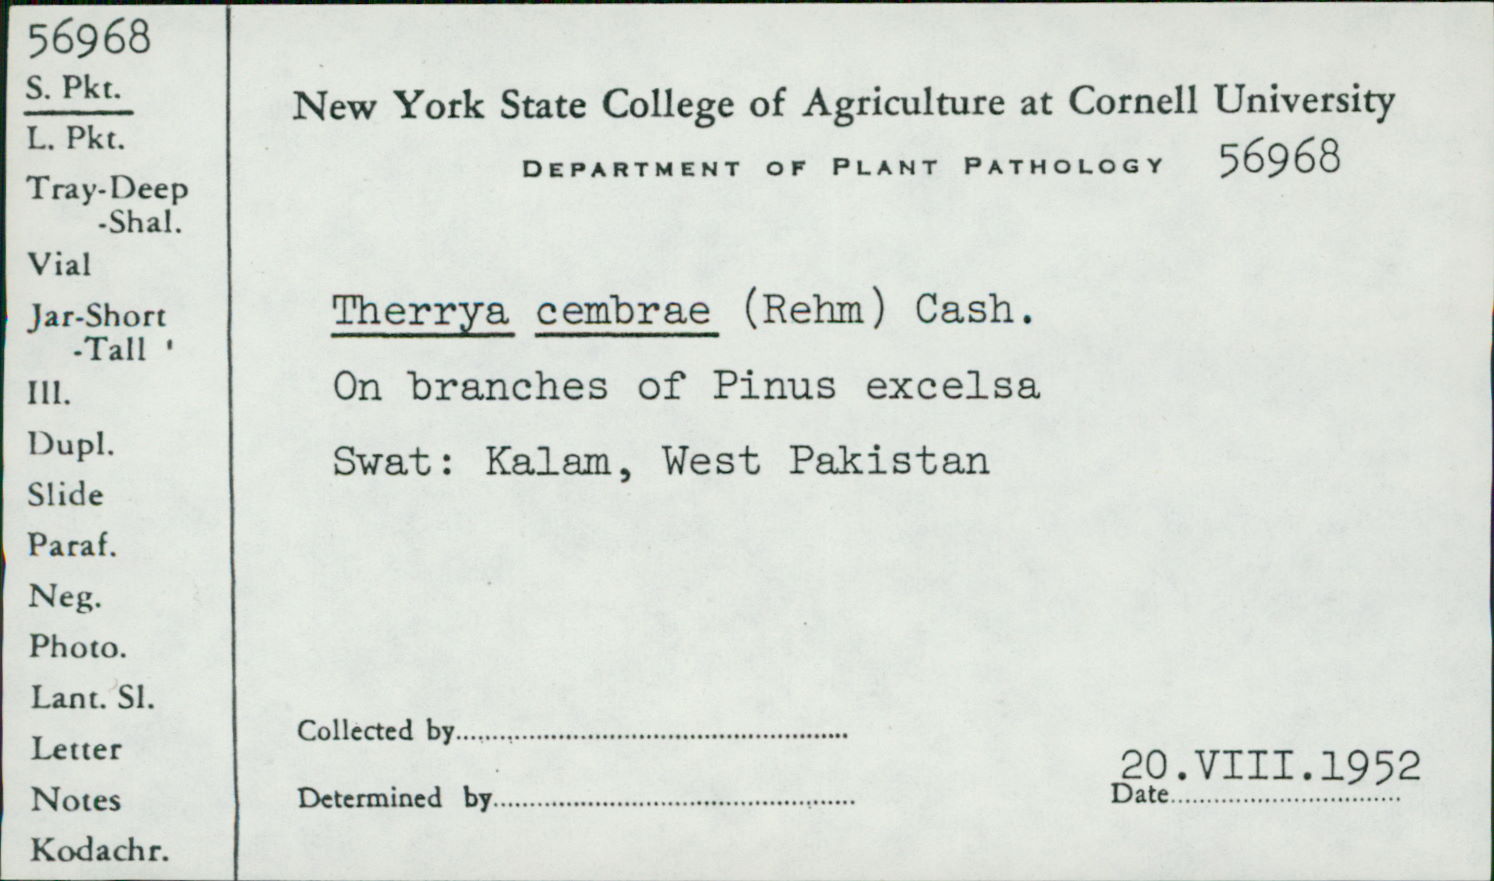 56968
S. Pkt.
L. Pkt.
Tray-Deep
-Shal.
Vial
Jar-Short
-Tall '
Ill.
Dupl.
Slide
Paraf.
Neg.
Photo.
Lant. Sl.
Letter
Notes
Kodachr.
New York State College of Agriculture at Cornell University
DEPARTMENT OF PLANT PATHOLOGY 56968
Therrya cembrae (Rehm) Cash.
On branches of Pinus excelsa
Swat: Kalam, West Pakistan
Collected by
Determined by
20.VIII.1952
Date